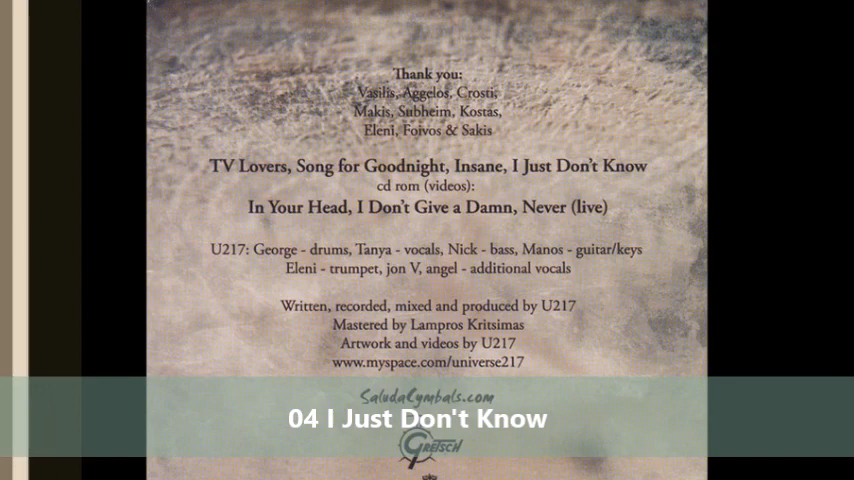 Thank you:
Vasilis, Aggelos, Crosti,
Makis, Subheim, Kostas,
Eleni, Foivos & Sakis
TV Lovers, Song for Goodnight, Insane, I Just Don't Know
cd rom (videos):
In Your Head, I Don't Give a Damn, Never (live)
U217: George - drums, Tanya - vocals, Nick - bass, Manos - guitar/keys
Eleni - trumpet, jon V, angel - additional vocals
Written, recorded, mixed and produced by U217
Mastered by Lampros Kritsimas
Artwork and videos by U217
www.myspace.com/universe217
SaludaCymbals.com
04 I Just Don't Know
GRETSCH